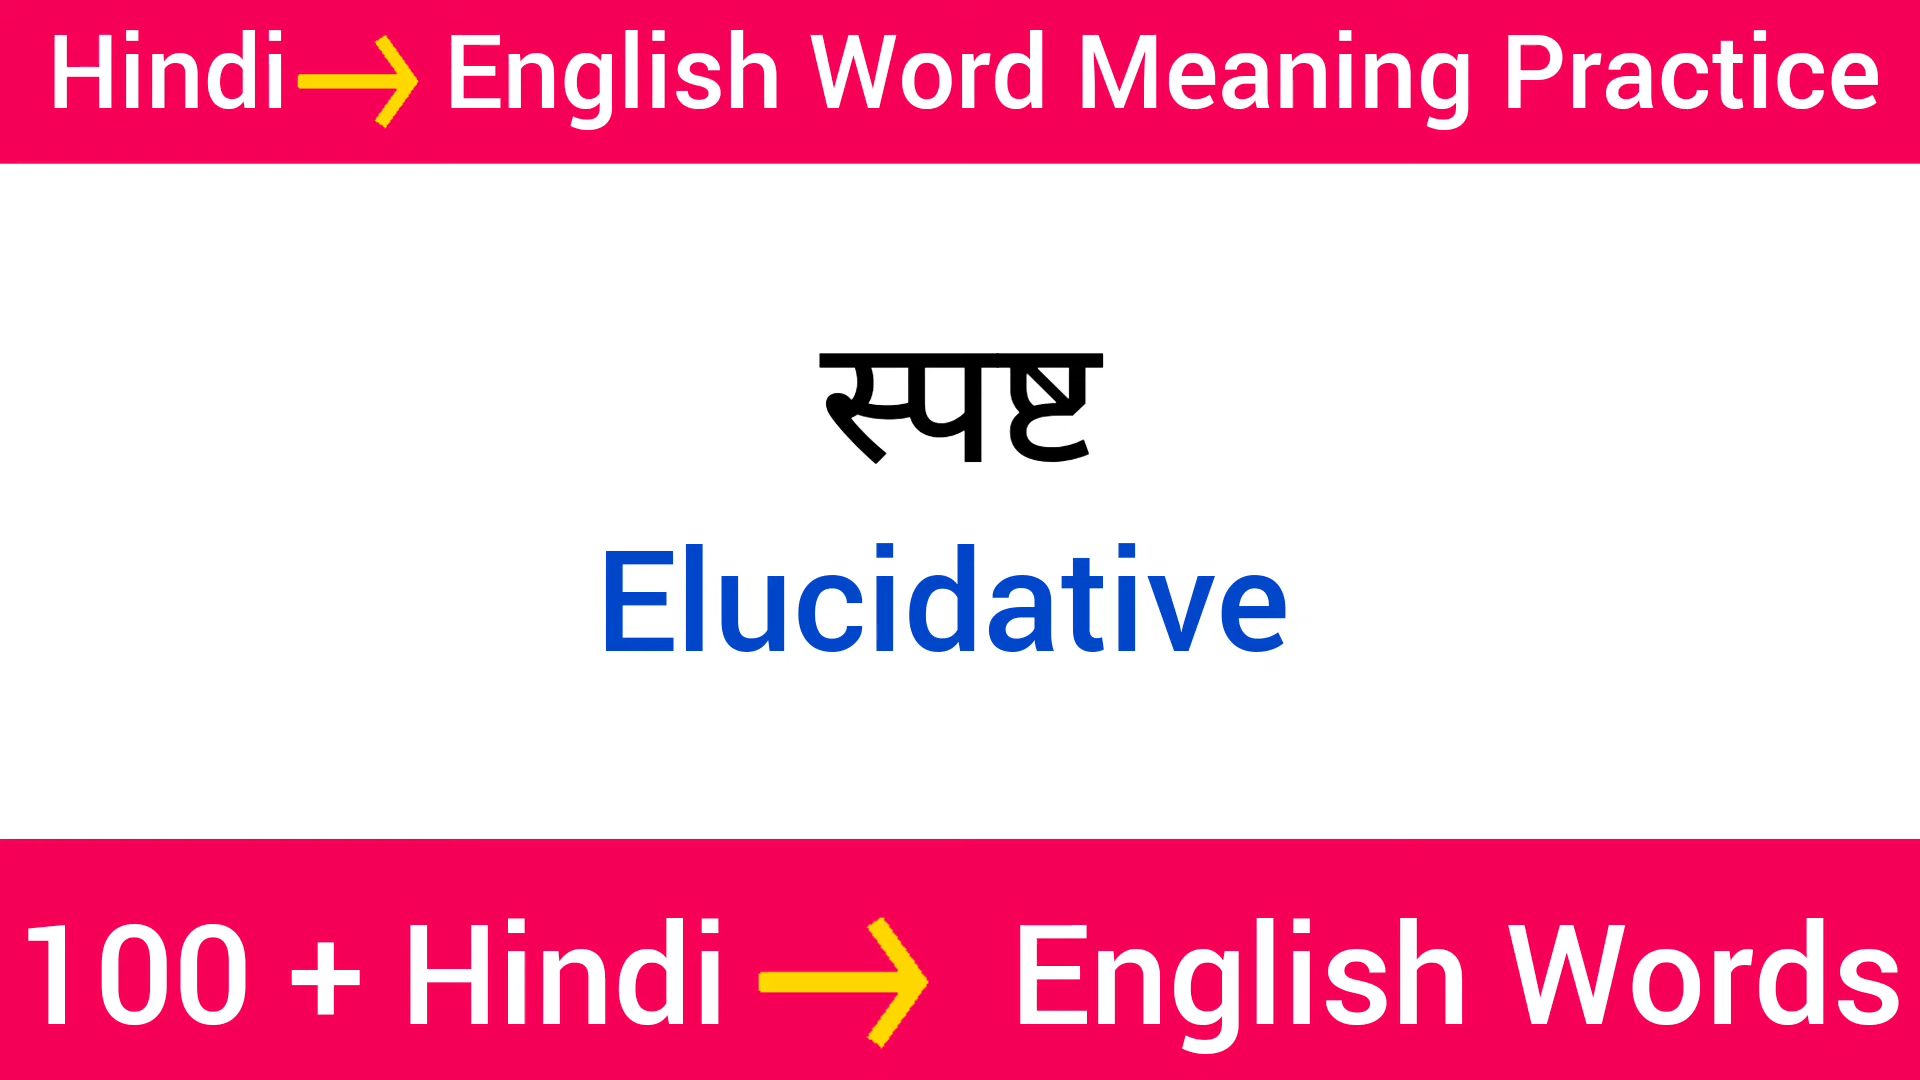 Hindi → English Word Meaning Practice
स्पष्ट
Elucidative
100 + Hindi → English Words